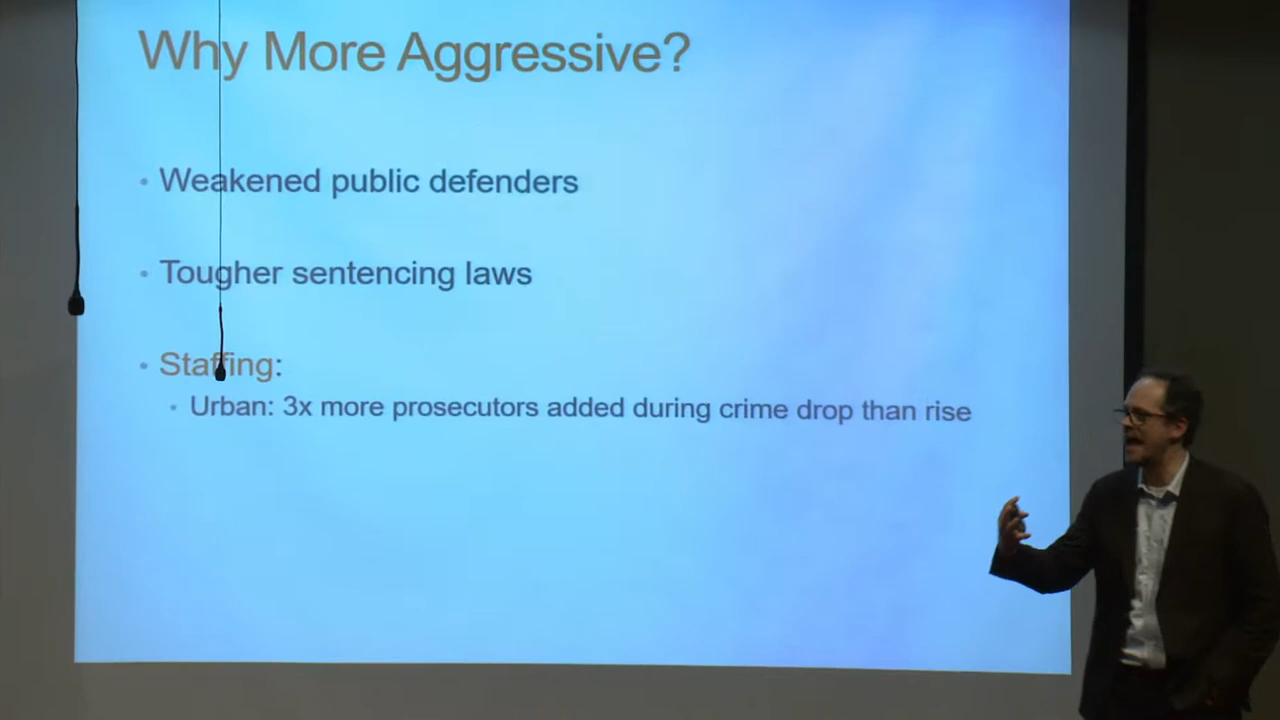 Why More Aggressive?
• Weakened public defenders
• Tougher sentencing laws
• Staffing:
• Urban: 3x more prosecutors added during crime drop than rise